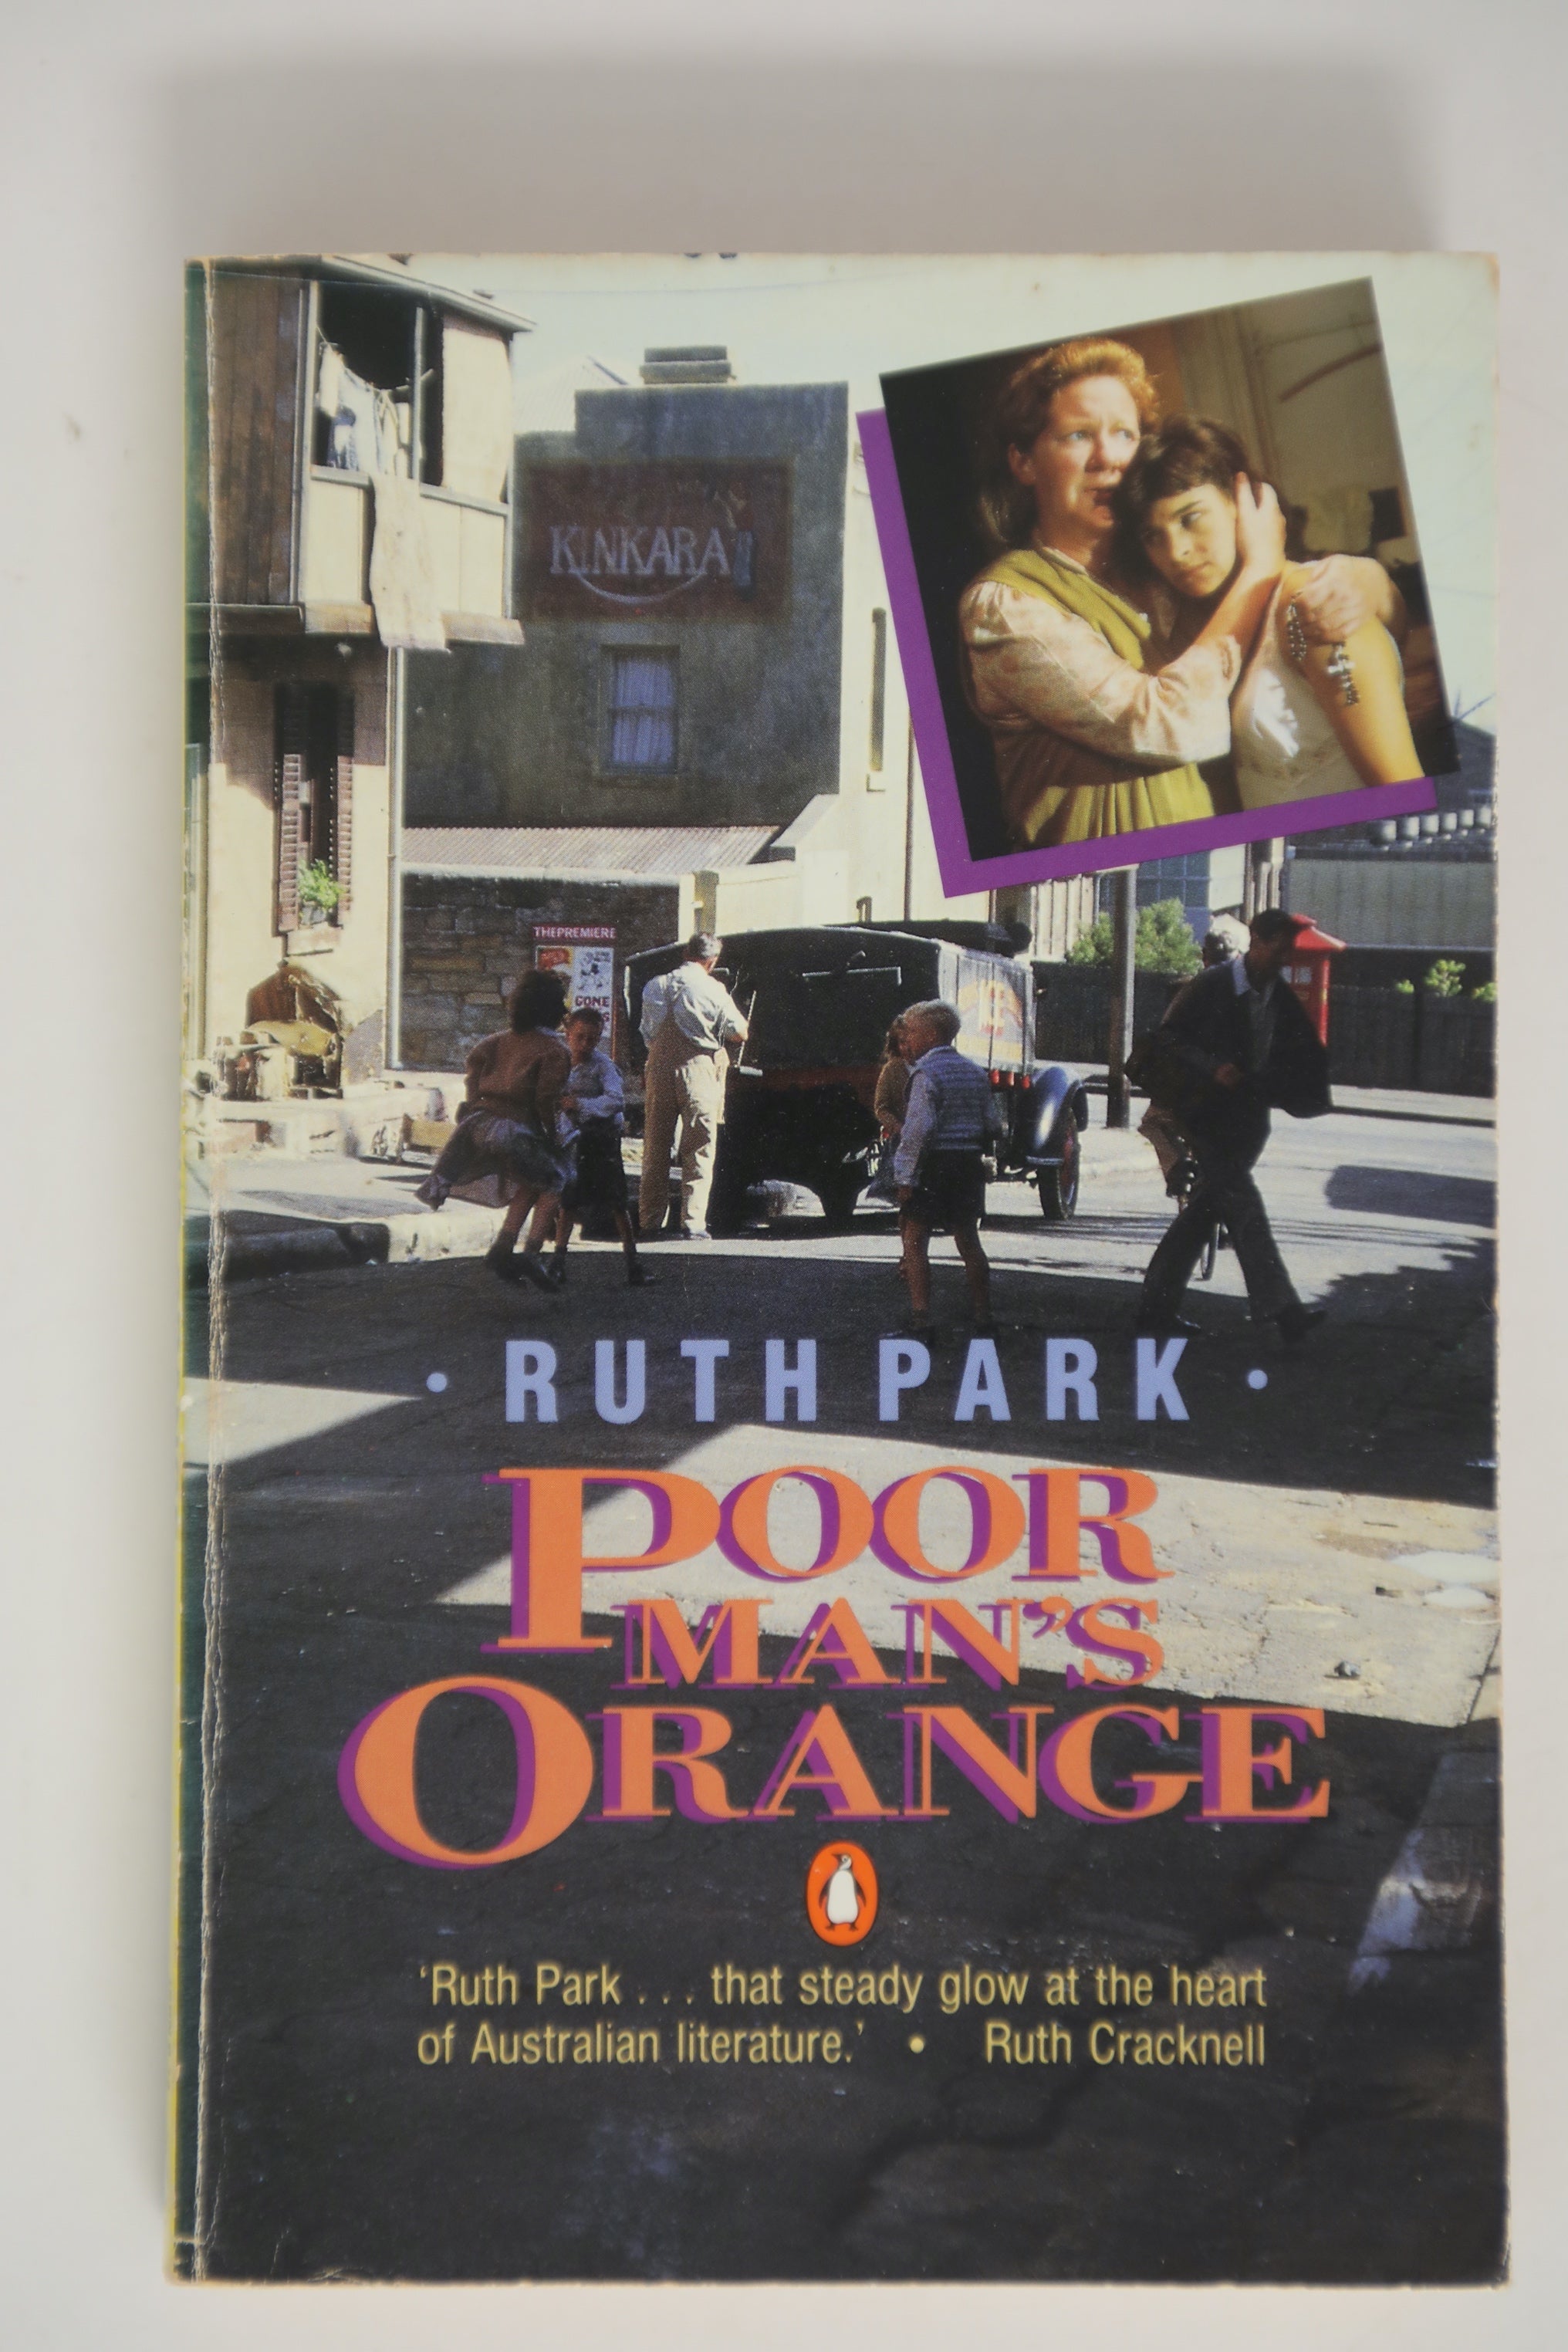 KINKARA
THE PREMIERE
GONE
• RUTH PARK •
POOR
MAN'S
ORANGE
'Ruth Park . . . that steady glow at the heart
of Australian literature.' • Ruth Cracknell